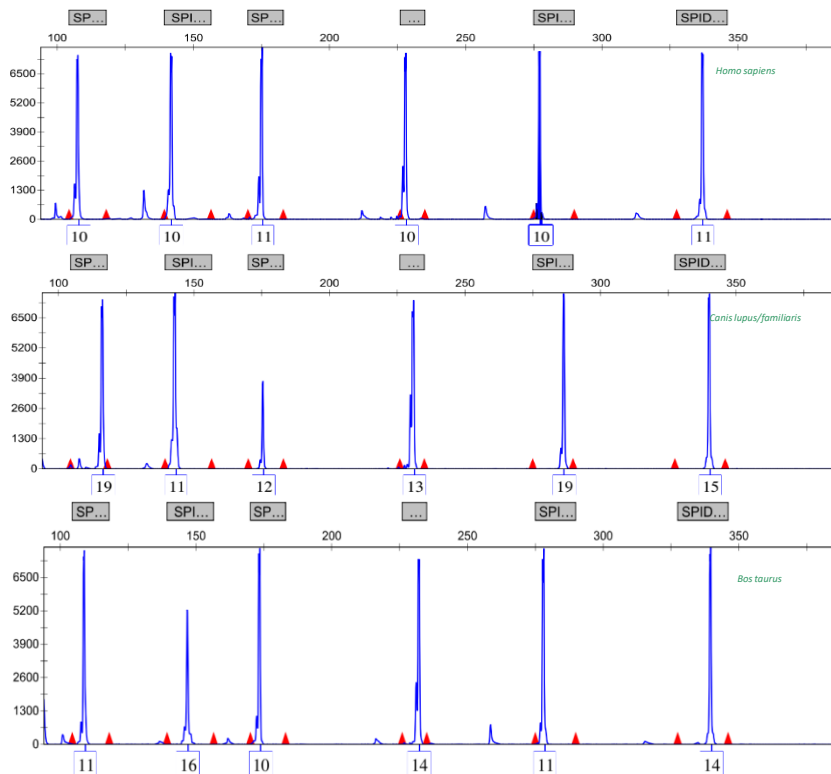 SP... SPI... SP... ... SPI... SPID...
100 150 200 250 300 350
6500
5200
3900
2600
1300
0
Homo sapiens
10 10 11 10 10 11
SP... SPI... SP... ... SPI... SPID...
100 150 200 250 300 350
6500
5200
3900
2600
1300
0
Canis lupus/familiaris
19 11 12 13 19 15
SP... SPI... SP... ... SPI... SPID...
100 150 200 250 300 350
6500
5200
3900
2600
1300
0
Bos taurus
11 16 10 14 11 14